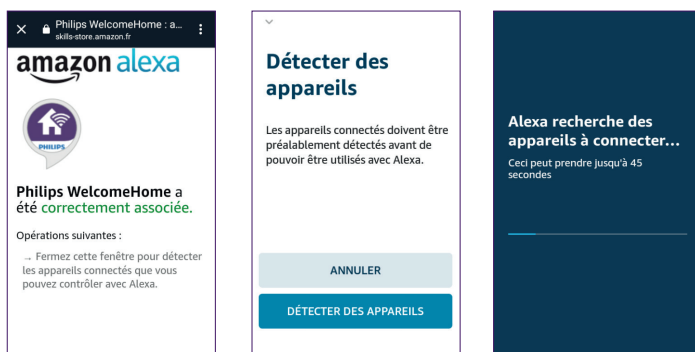 Philips WelcomeHome : a...
skills-store.amazon.fr
amazon alexa
PHILIPS
Philips WelcomeHome a
été correctement associée.
Opérations suivantes :
→ Fermez cette fenêtre pour détecter
les appareils connectés que vous
pouvez contrôler avec Alexa.
Détecter des
appareils
Les appareils connectés doivent être
préalablement détectés avant de
pouvoir être utilisés avec Alexa.
ANNULER
DÉTECTER DES APPAREILS
Alexa recherche des
appareils à connecter...
Ceci peut prendre jusqu'à 45
secondes